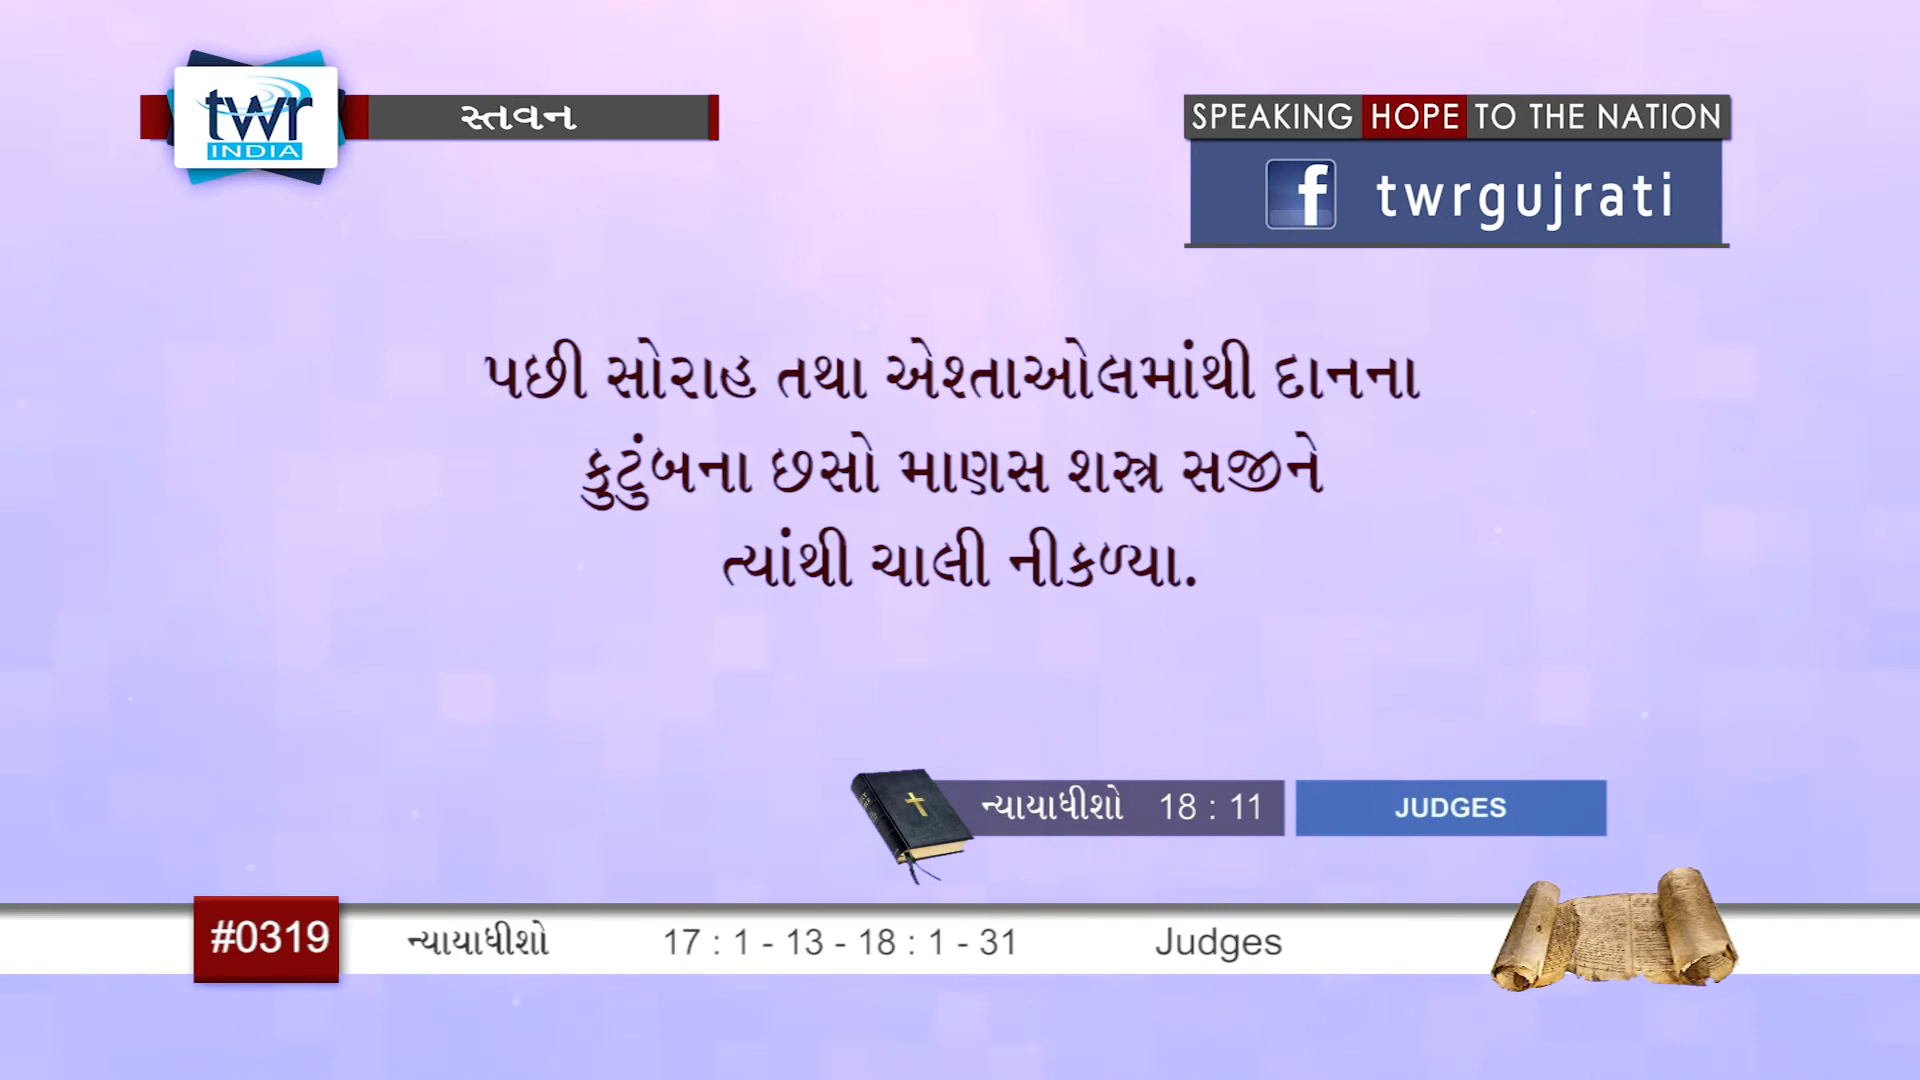 twr
INDIA
સ્તવન
SPEAKING HOPE TO THE NATION
f twrgujrati
પછી સોરાહ તથા એશ્તાઓલમાંથી દાનના
કુટુંબના છસો માણસ શસ્ત્ર સજીને
ત્યાંથી ચાલી નીકળ્યા.
ન્યાયાધીશો 18 : 11 JUDGES
#0319 ન્યાયાધીશો 17 : 1 - 13 - 18 : 1 - 31 Judges